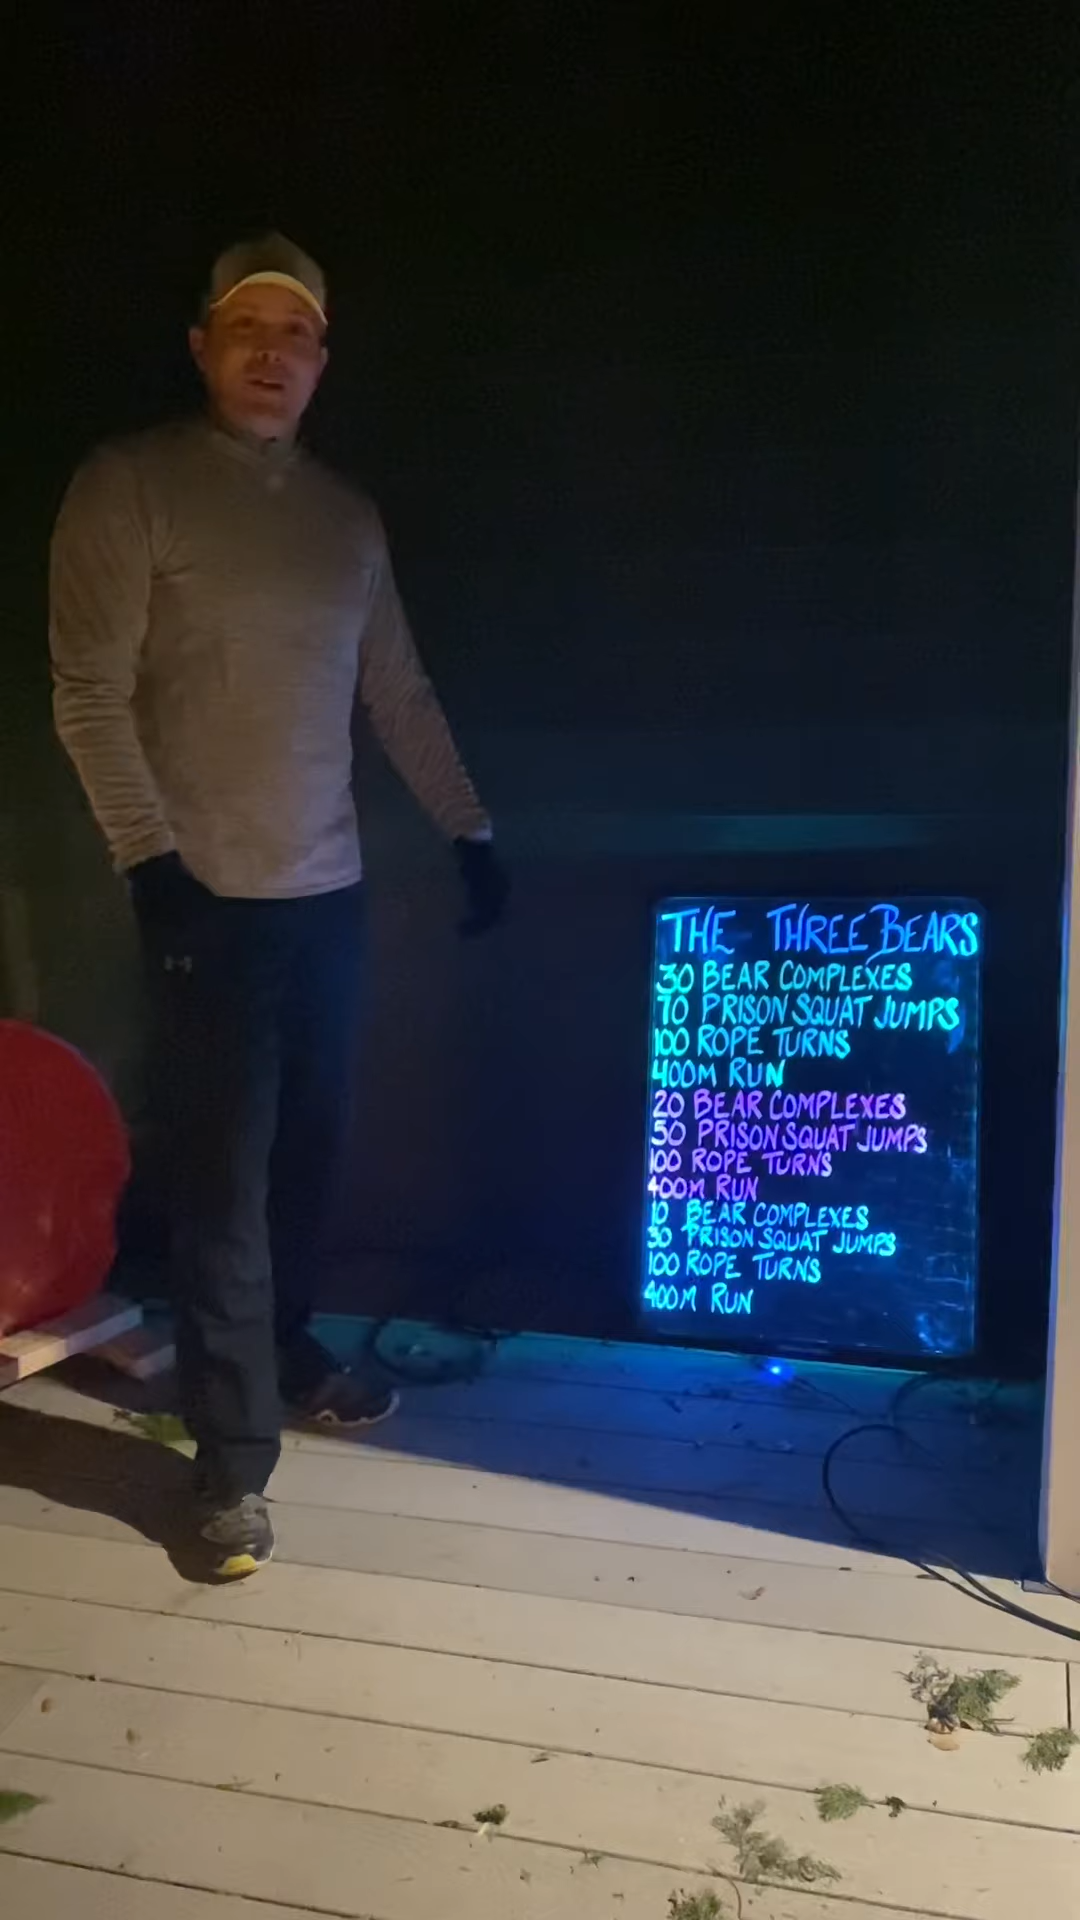 THE THREE BEARS
30 BEAR COMPLEXES
70 PRISON SQUAT JUMPS
100 ROPE TURNS
400M RUN
20 BEAR COMPLEXES
50 PRISON SQUAT JUMPS
100 ROPE TURNS
400M RUN
10 BEAR COMPLEXES
30 PRISON SQUAT JUMPS
100 ROPE TURNS
400M RUN